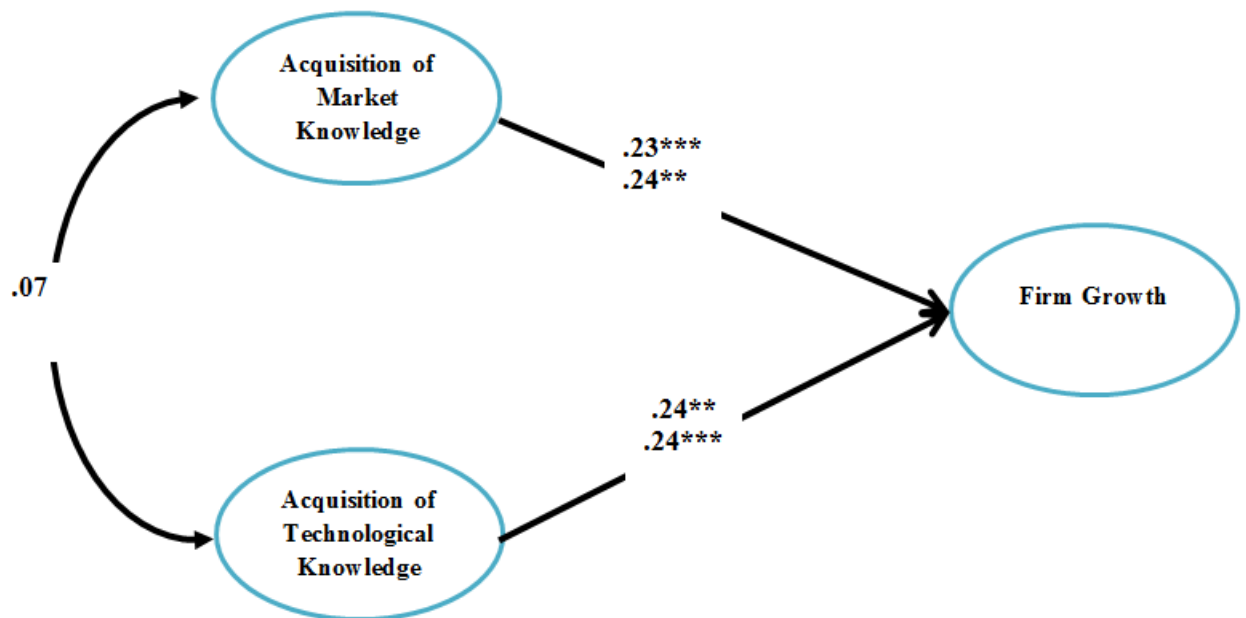 Acquisition of
Market
Knowledge
.23***
.24**
.07
Firm Growth
.24**
.24***
Acquisition of
Technological
Knowledge